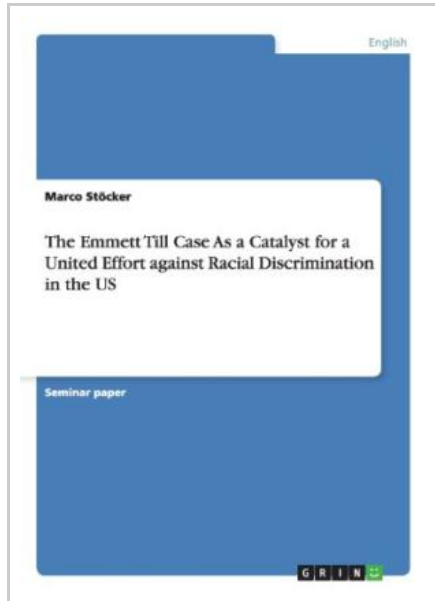 English
Marco Stöcker
The Emmett Till Case As a Catalyst for a
United Effort against Racial Discrimination
in the US
Seminar paper
GRIN